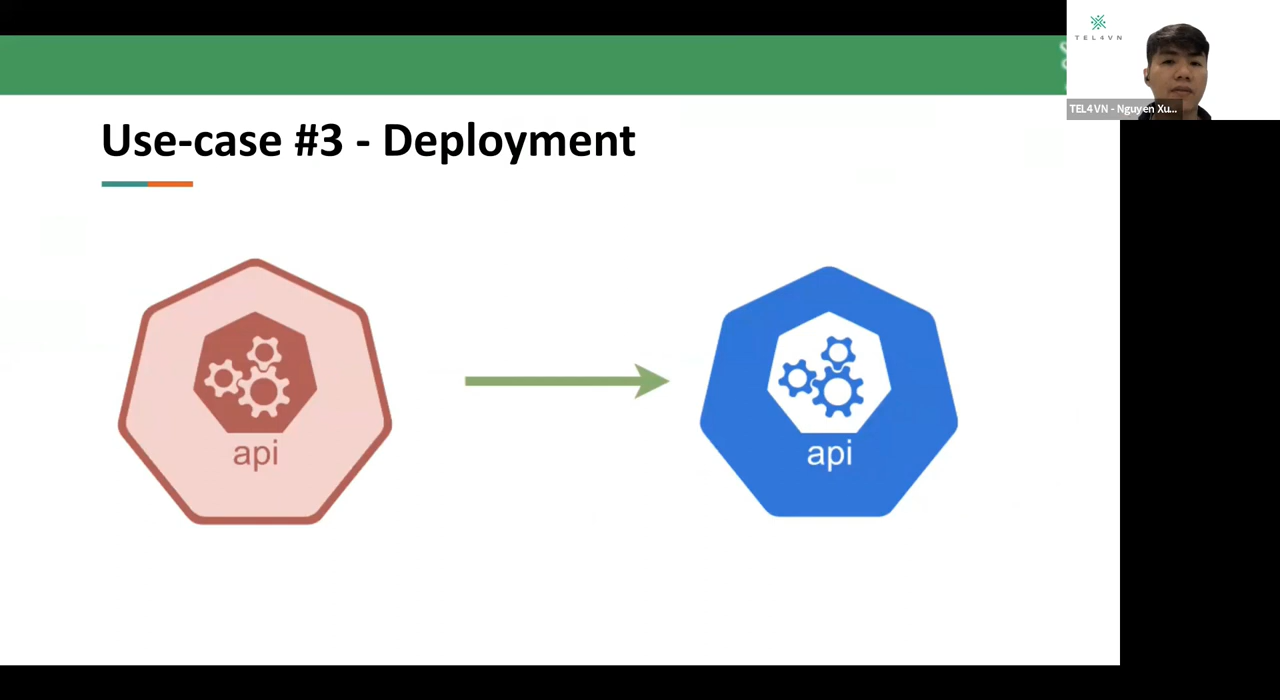 Use-case #3 - Deployment
api
api
TEL4VN
TEL4VN - Nguyen Xu...